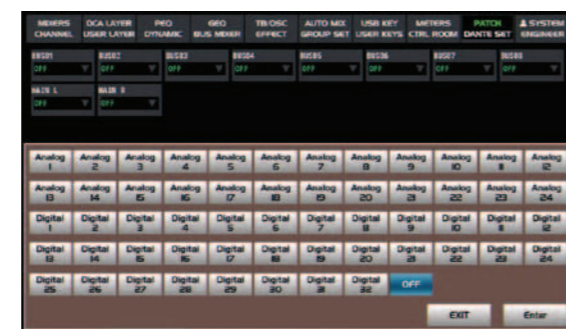 MIXERS DCA LAYER PEQ GEQ TB/OSC AUTO MIX USB KEY METERS PATCH SYSTEM
CHANNEL USER LAYER DYNAMIC BUS MIXER EFFECT GROUP SET USER KEYS CTRL ROOM DANTE SET ENGINEER
BUS01 BUS02 BUS03 BUS04 BUS05 BUS06 BUS07 BUS08
OFF OFF OFF OFF OFF OFF OFF OFF
MAIN L MAIN R
OFF OFF
Analog Analog Analog Analog Analog Analog Analog Analog Analog Analog Analog Analog
1 2 3 4 5 6 7 8 9 10 11 12
Analog Analog Analog Analog Analog Analog Analog Analog Analog Analog Analog Analog
13 14 15 16 17 18 19 20 21 22 23 24
Digital Digital Digital Digital Digital Digital Digital Digital Digital Digital Digital Digital
1 2 3 4 5 6 7 8 9 10 11 12
Digital Digital Digital Digital Digital Digital Digital Digital Digital Digital Digital Digital
13 14 15 16 17 18 19 20 21 22 23 24
Digital Digital Digital Digital Digital Digital Digital Digital OFF
25 26 27 28 29 30 31 32
EXIT Enter